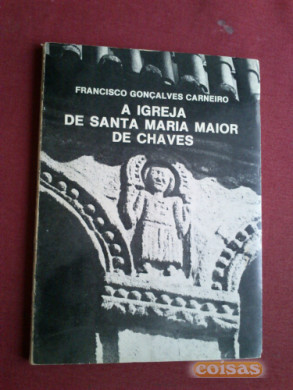 FRANCISCO GONÇALVES CARNEIRO
A IGREJA
DE SANTA MARIA MAIOR
DE CHAVES
coisas